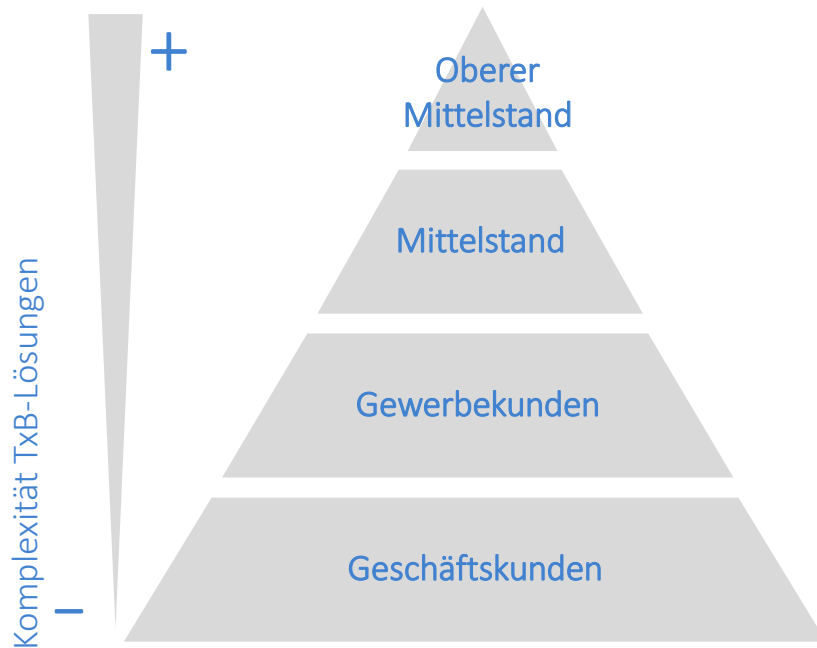 +
Oberer
Mittelstand
Mittelstand
Gewerbekunden
Geschäftskunden
Komplexität TxB-Lösungen
–